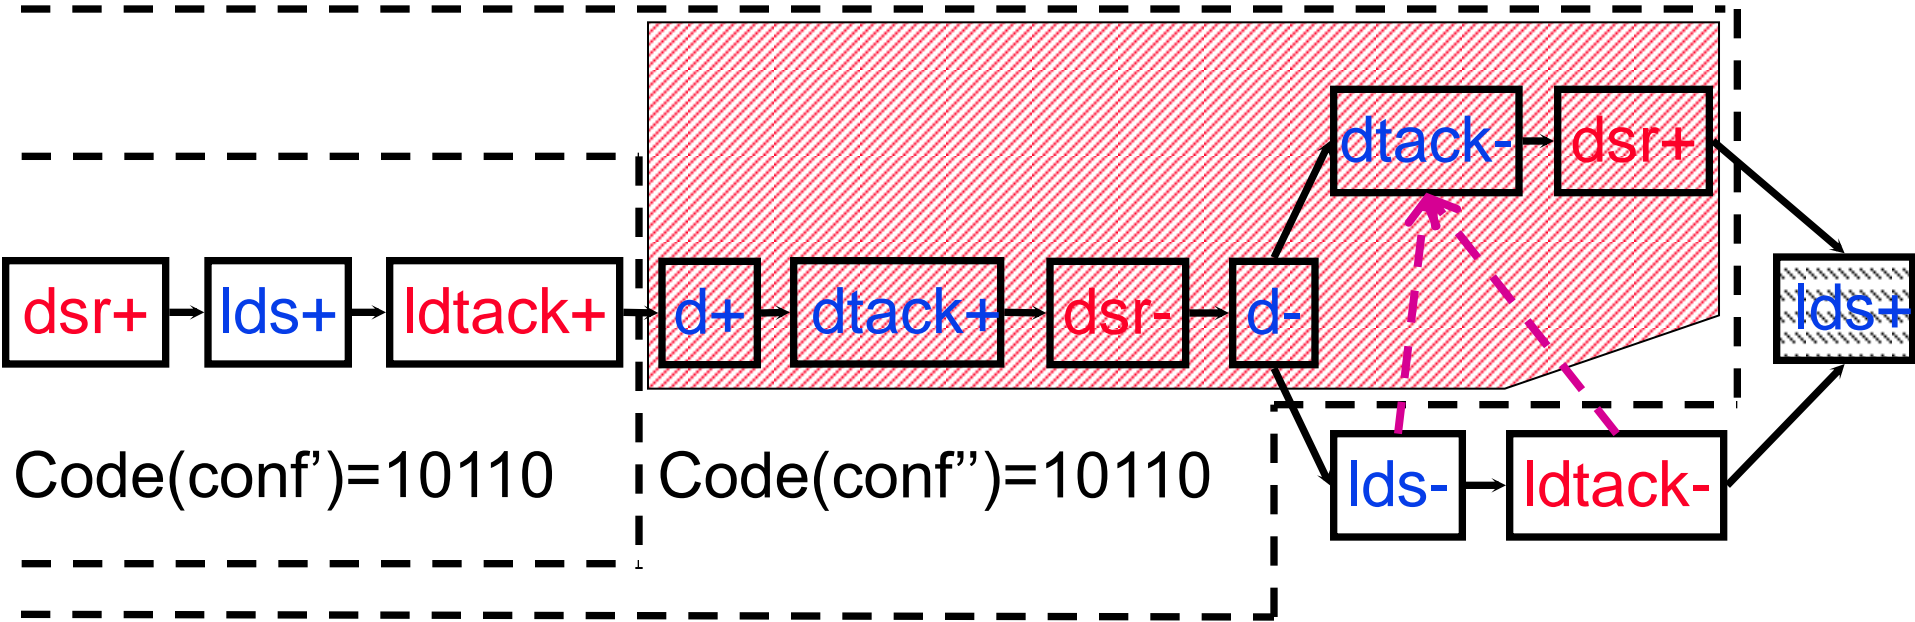 dtack- dsr+
dsr+ lds+ ldtack+ d+ dtack+ dsr- d- lds+
Code(conf’)=10110 Code(conf’’)=10110 lds- ldtack-